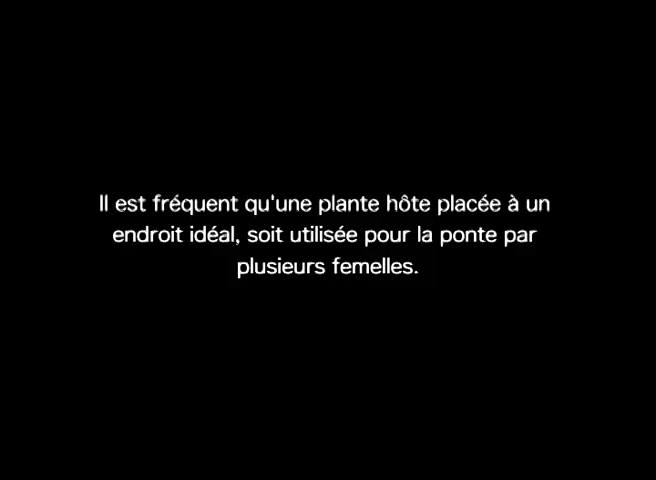 Il est fréquent qu'une plante hôte placée à un
endroit idéal, soit utilisée pour la ponte par
plusieurs femelles.